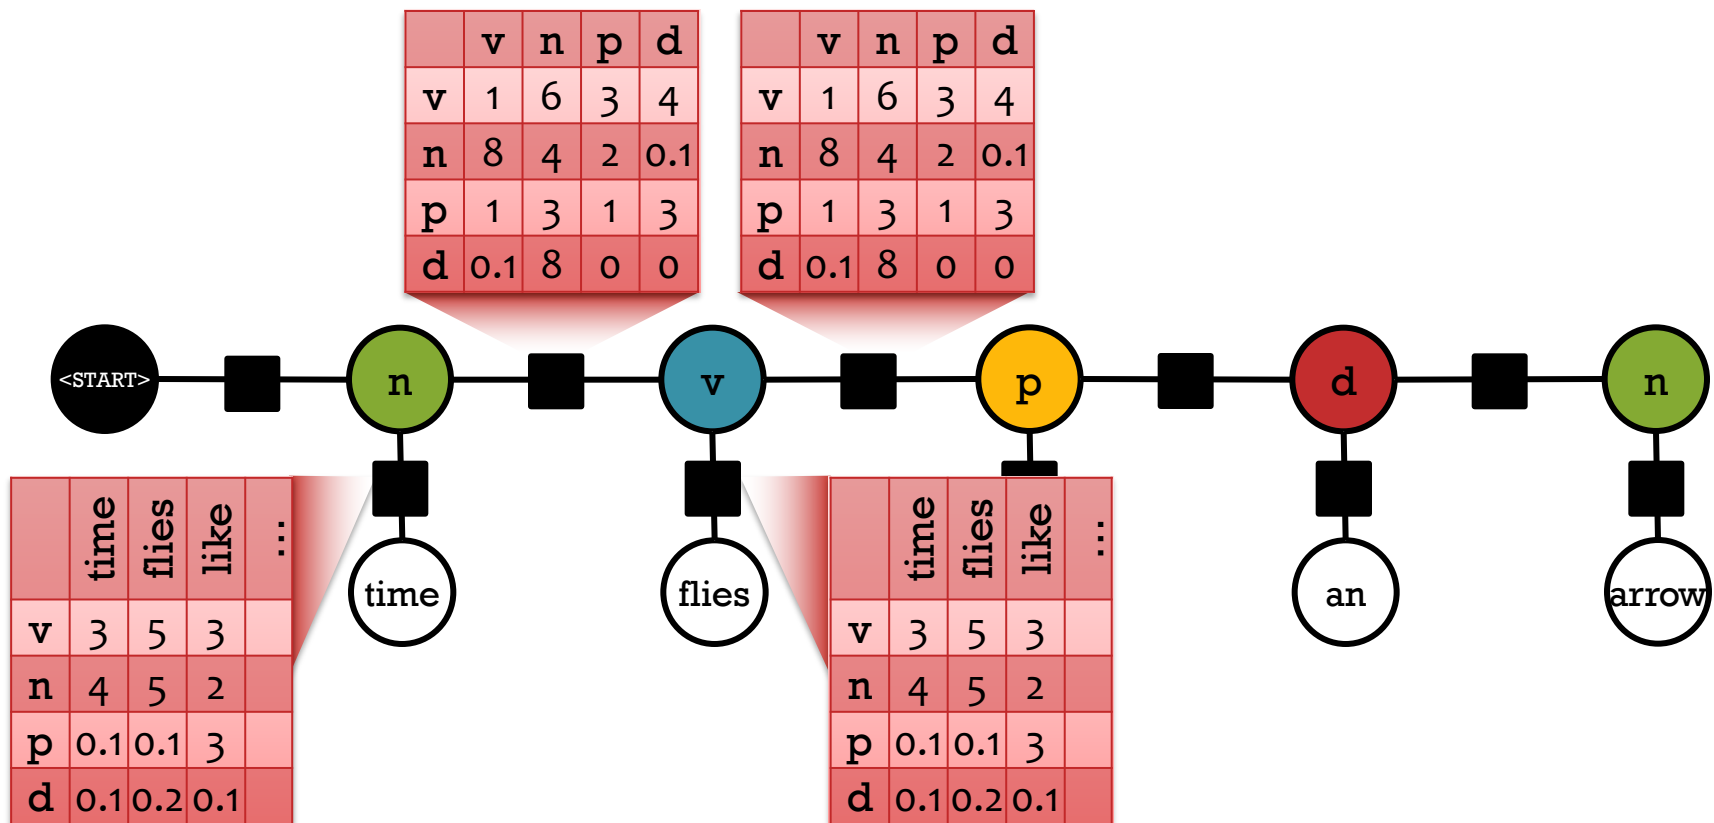 v n p d
v 1 6 3 4
n 8 4 2 0.1
p 1 3 1 3
d 0.1 8 0 0
v n p d
v 1 6 3 4
n 8 4 2 0.1
p 1 3 1 3
d 0.1 8 0 0
<START> n v p d n
time flies like ...
v 3 5 3
n 4 5 2
p 0.1 0.1 3
d 0.1 0.2 0.1
time flies
time flies like ...
v 3 5 3
n 4 5 2
p 0.1 0.1 3
d 0.1 0.2 0.1
an arrow